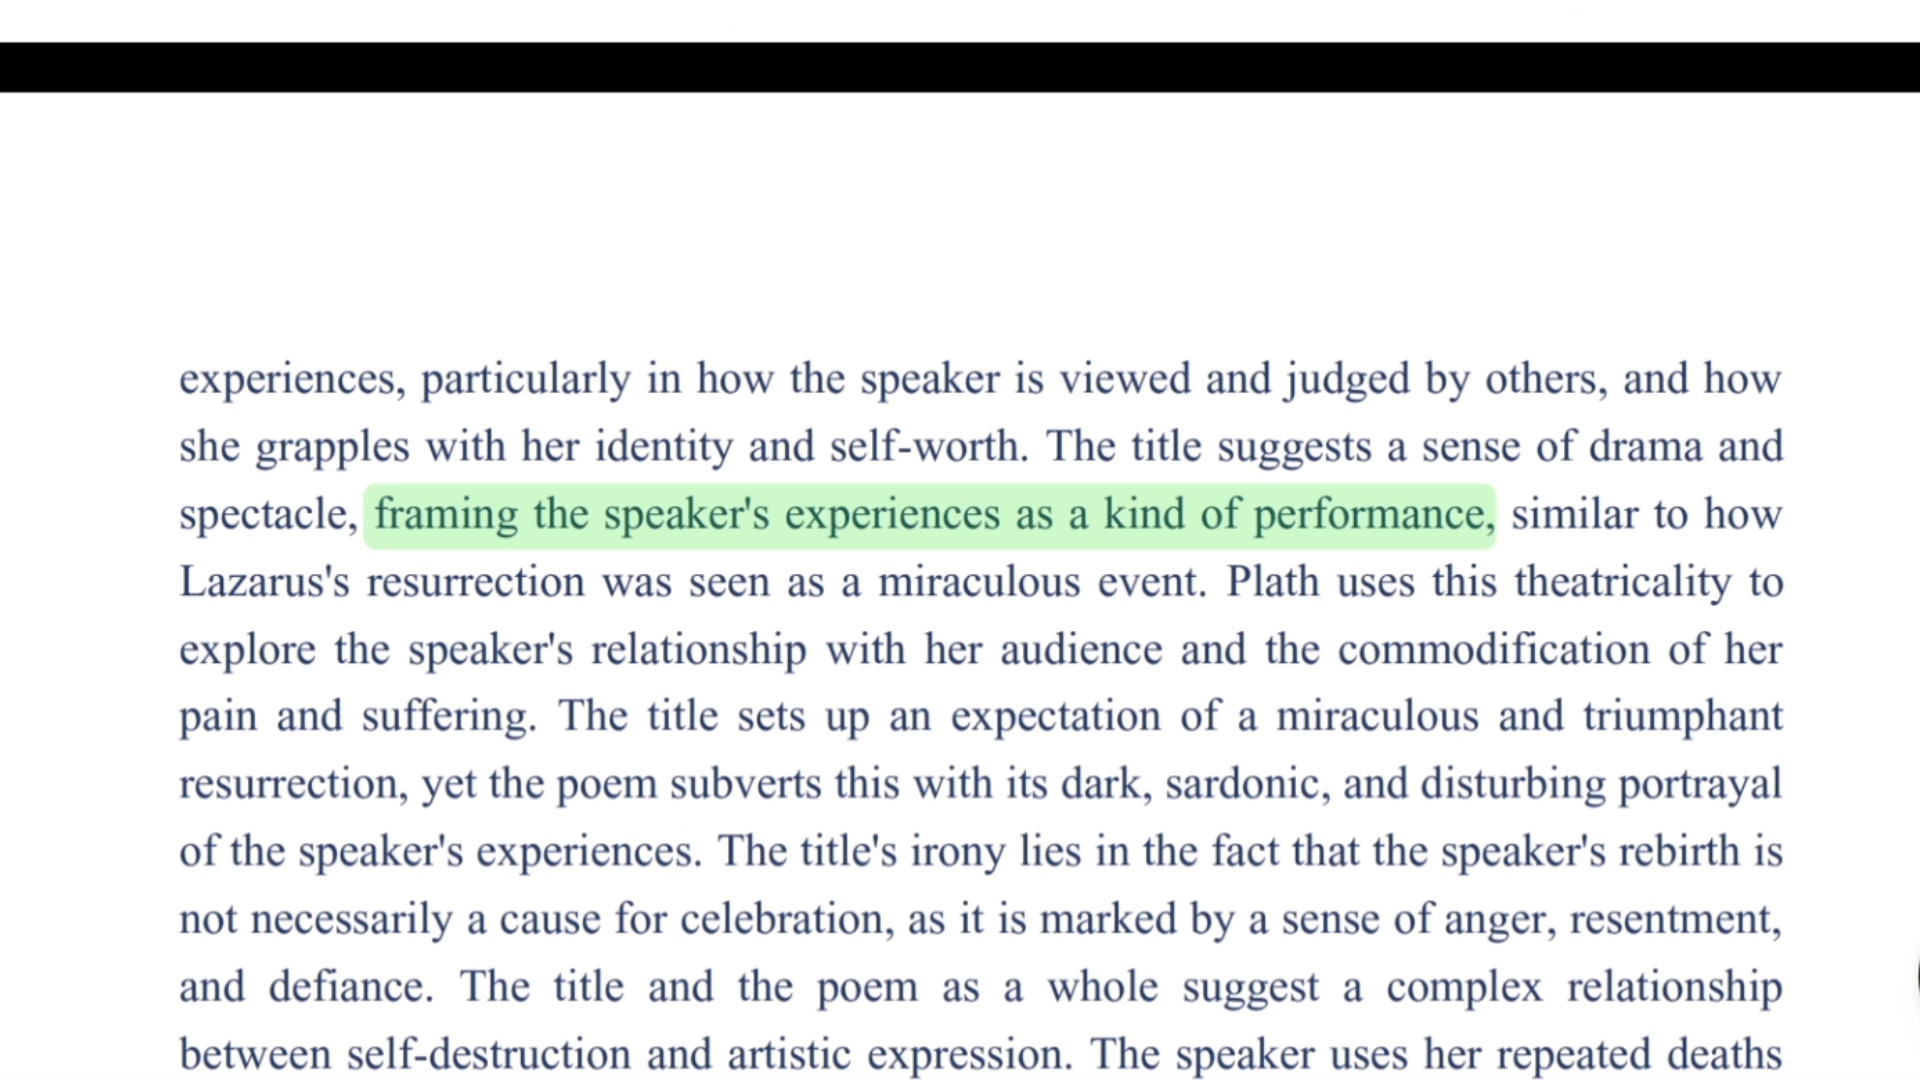 experiences, particularly in how the speaker is viewed and judged by others, and how
she grapples with her identity and self-worth. The title suggests a sense of drama and
spectacle, framing the speaker's experiences as a kind of performance, similar to how
Lazarus's resurrection was seen as a miraculous event. Plath uses this theatricality to
explore the speaker's relationship with her audience and the commodification of her
pain and suffering. The title sets up an expectation of a miraculous and triumphant
resurrection, yet the poem subverts this with its dark, sardonic, and disturbing portrayal
of the speaker's experiences. The title's irony lies in the fact that the speaker's rebirth is
not necessarily a cause for celebration, as it is marked by a sense of anger, resentment,
and defiance. The title and the poem as a whole suggest a complex relationship
between self-destruction and artistic expression. The speaker uses her repeated deaths